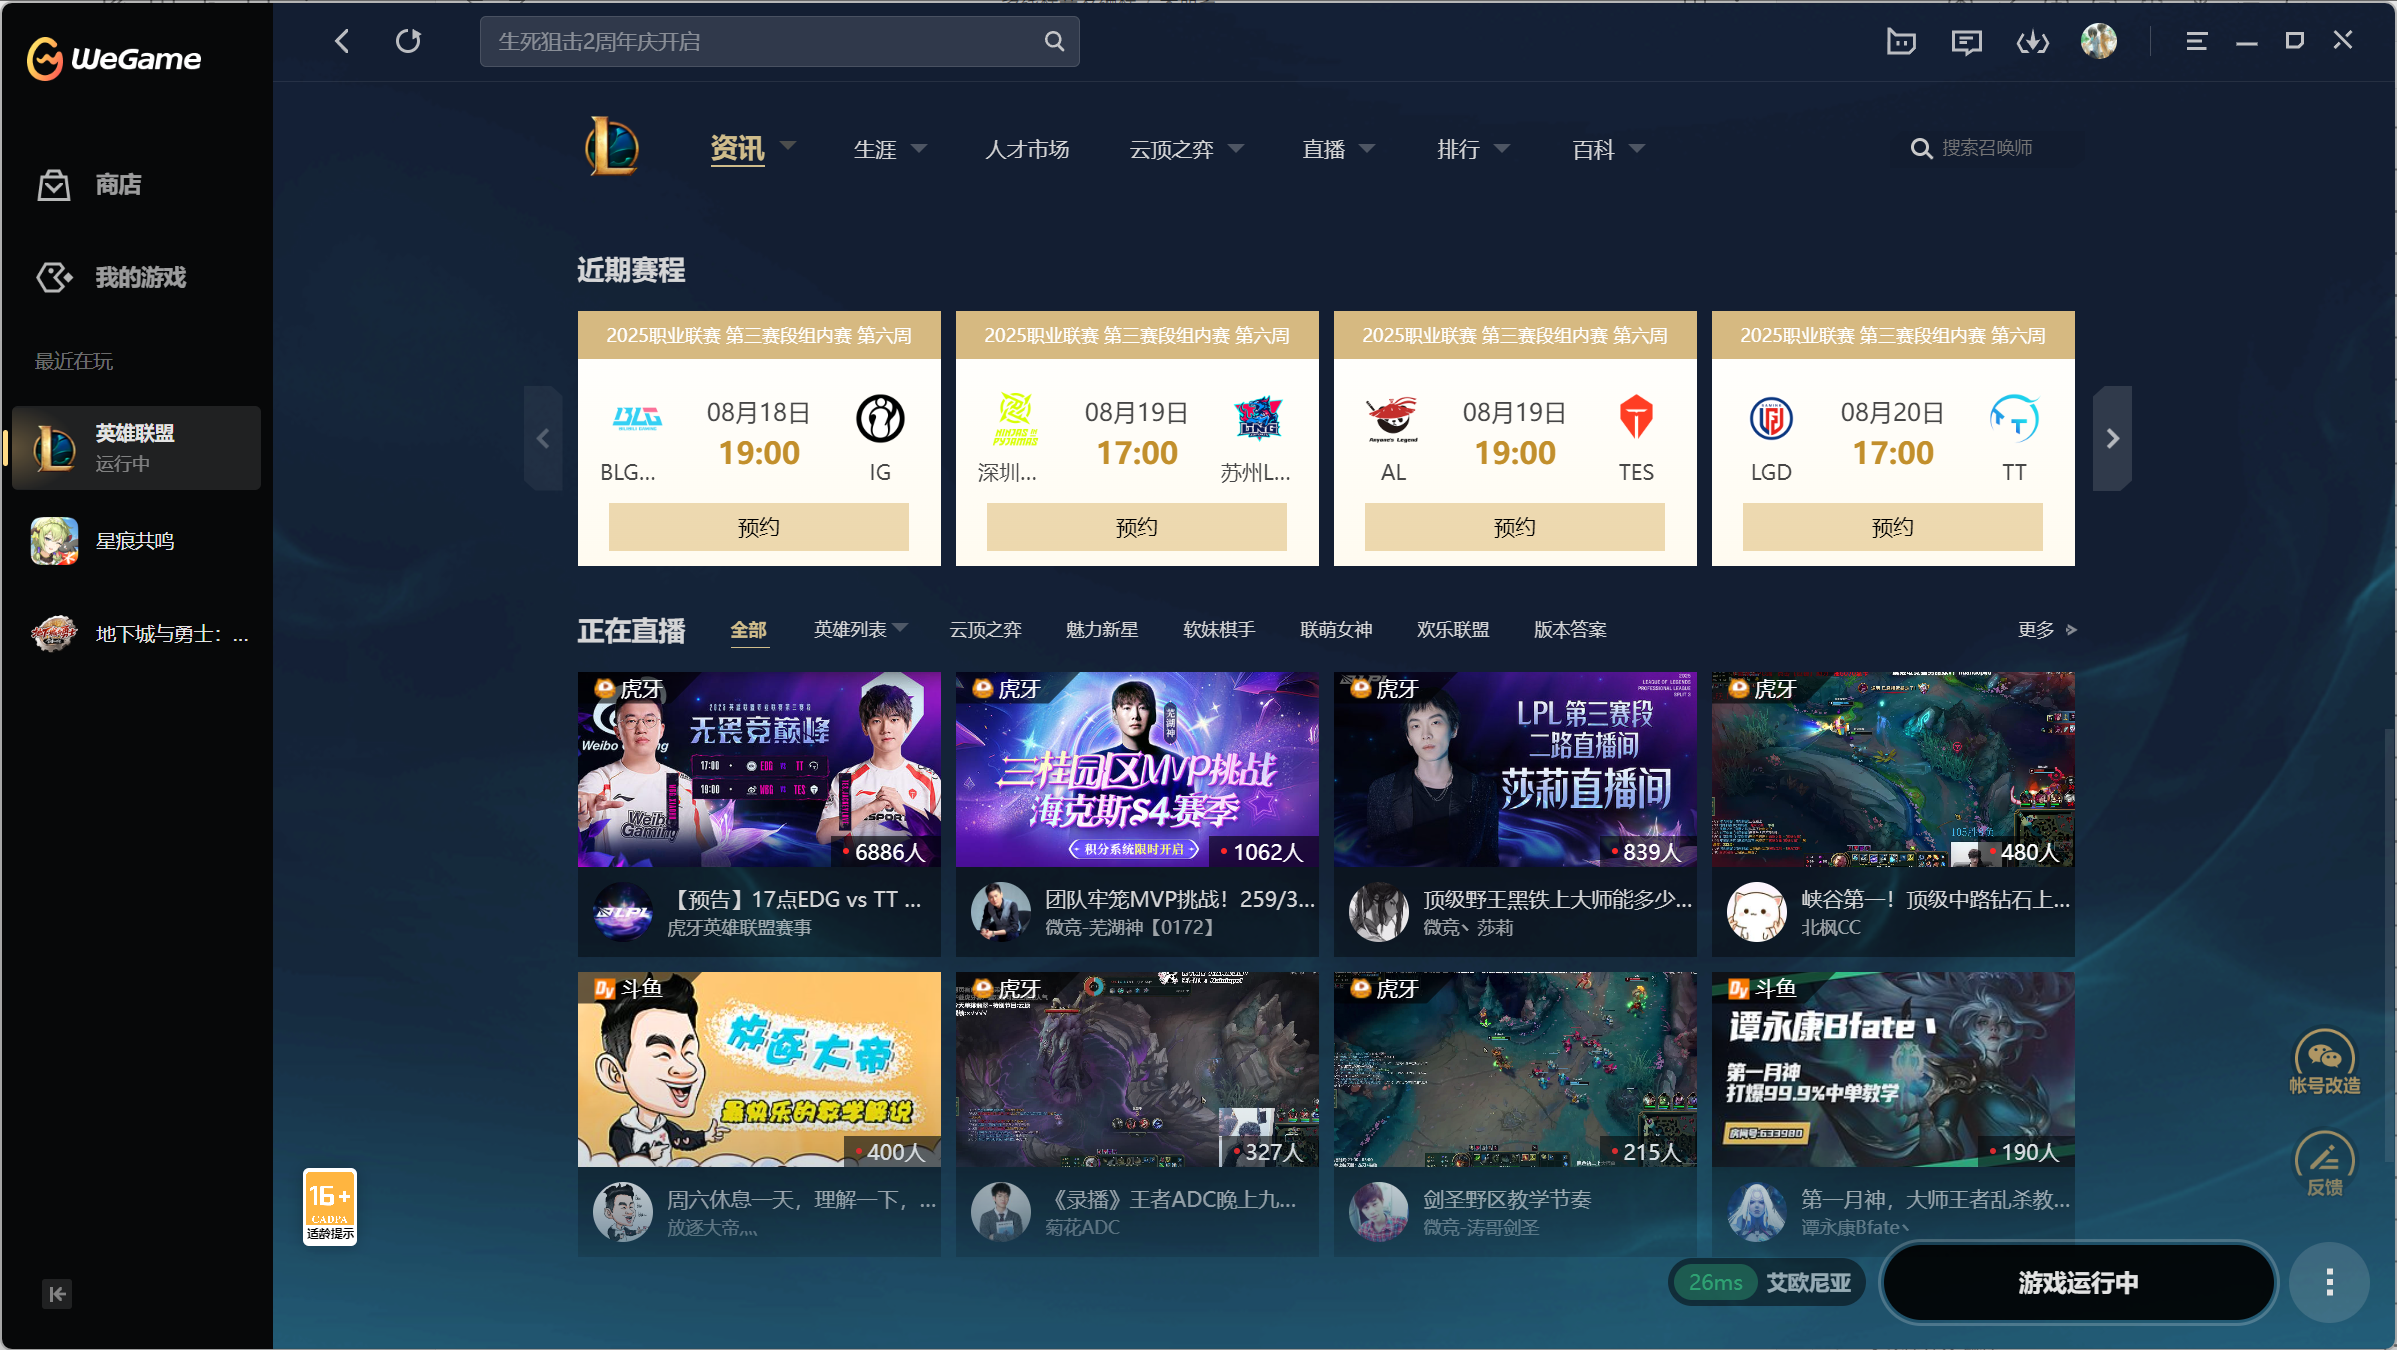 WeGame
生死狙击2周年庆开启
商店
我的游戏
最近在玩
英雄联盟
运行中
星痕共鸣
地下城与勇士：...
资讯
生涯
人才市场
云顶之弈
直播
排行
百科
搜索召唤师
近期赛程
2025职业联赛 第三赛段组内赛 第六周
BLG...
08月18日
19:00
IG
预约
2025职业联赛 第三赛段组内赛 第六周
深圳...
08月19日
17:00
苏州L...
预约
2025职业联赛 第三赛段组内赛 第六周
AL
08月19日
19:00
TES
预约
2025职业联赛 第三赛段组内赛 第六周
LGD
08月20日
17:00
TT
预约
正在直播
全部
英雄列表
云顶之弈
魅力新星
软妹棋手
联萌女神
欢乐联盟
版本答案
更多
虎牙
无畏竞巅峰
17:00 EDG TT
19:00 WBG TES
Weibo Gaming
6886人
【预告】17点EDG vs TT ...
虎牙英雄联盟赛事
虎牙
芜湖神
三桂园区MVP挑战
海克斯S4赛季
积分系统限时开启
1062人
团队牢笼MVP挑战！259/3...
微竞-芜湖神【0172】
虎牙
LPL 第三赛段
二路直播间
莎莉直播间
839人
顶级野王黑铁上大师能多少...
微竞丶莎莉
虎牙
480人
峡谷第一！顶级中路钻石上...
北枫CC
斗鱼
放逐大帝
最快乐的教学解说
400人
周六休息一天，理解一下，...
放逐大帝灬
虎牙
327人
《录播》王者ADC晚上九...
菊花ADC
虎牙
215人
剑圣野区教学节奏
微竞-涛哥剑圣
斗鱼
谭永康Bfate丶
第一月神
打爆99.9%中单教学
房间号:633980
190人
第一月神，大师王者乱杀教...
谭永康Bfate丶
帐号改造
反馈
16+
CADPA
适龄提示
26ms
艾欧尼亚
游戏运行中